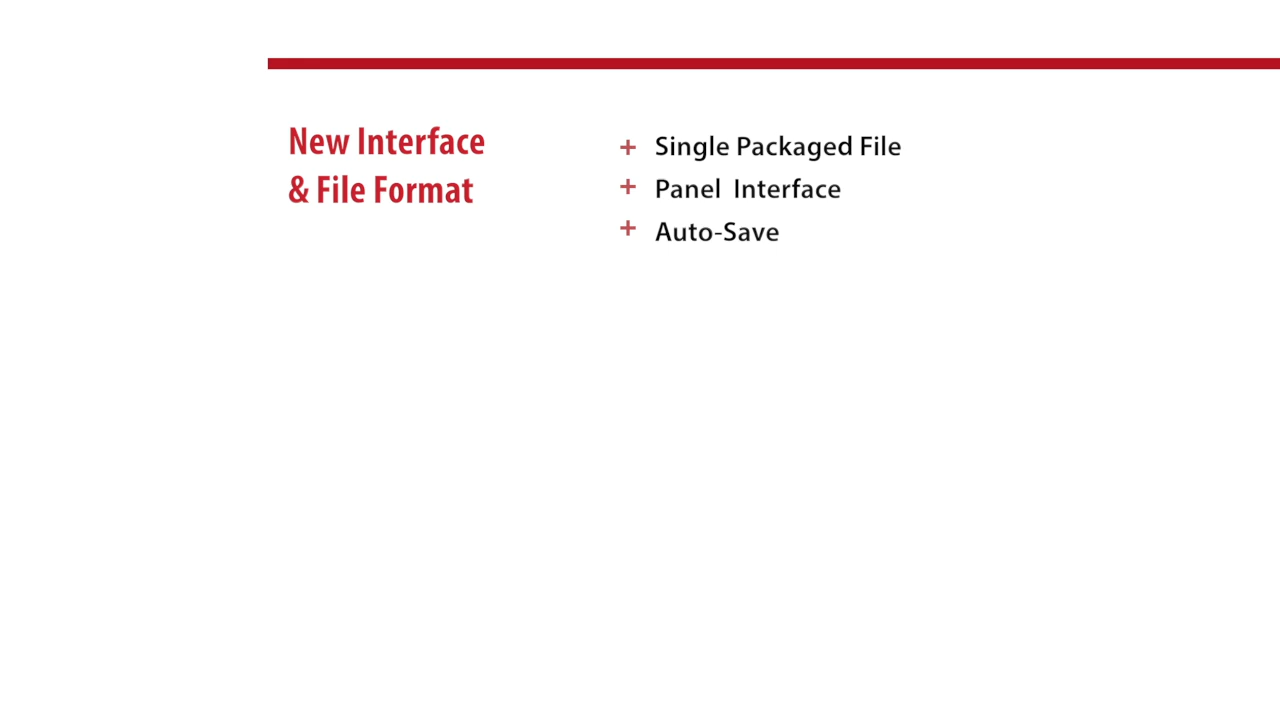 New Interface
& File Format
+ Single Packaged File
+ Panel Interface
+ Auto-Save